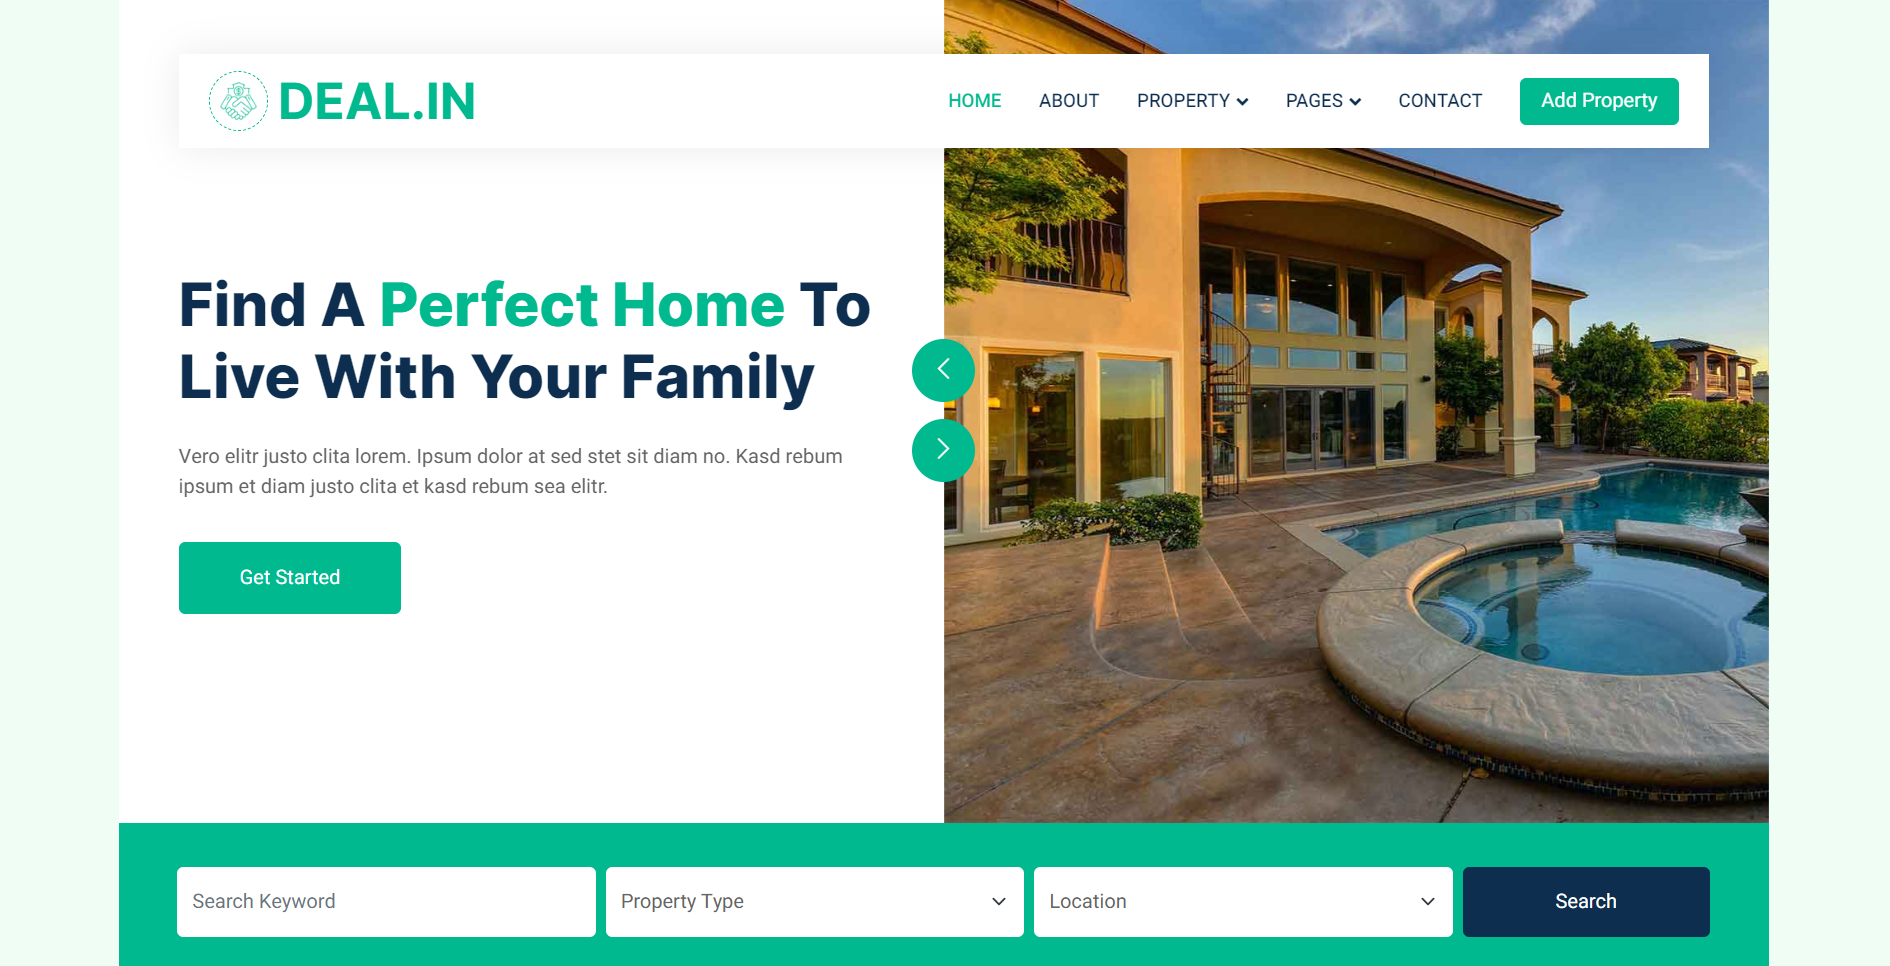 DEAL.IN
HOME ABOUT PROPERTY PAGES CONTACT Add Property
Find A Perfect Home To
Live With Your Family
Vero elitr justo clita lorem. Ipsum dolor at sed stet sit diam no. Kasd rebum
ipsum et diam justo clita et kasd rebum sea elitr.
Get Started
Search Keyword Property Type Location Search